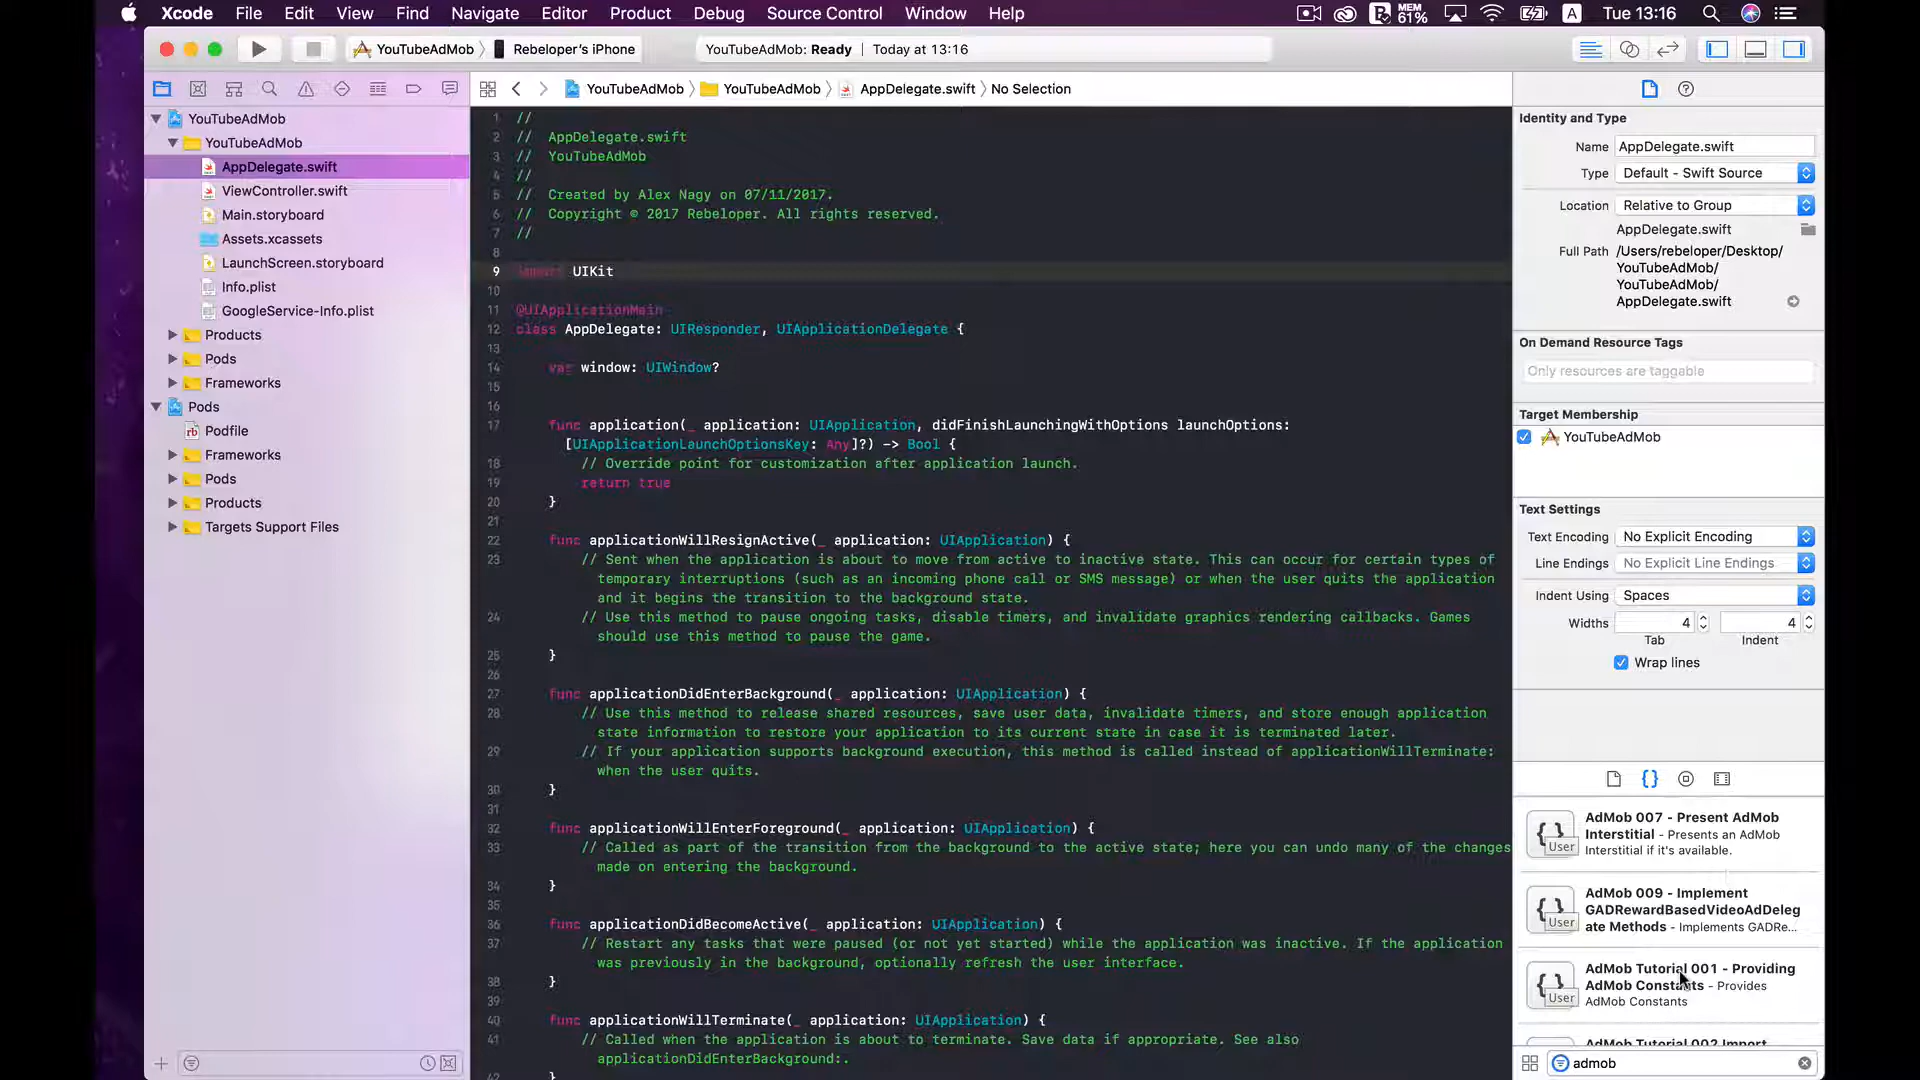 Xcode File Edit View Find Navigate Editor Product Debug Source Control Window Help MEM 61% A Tue 13:16
YouTubeAdMob Rebeloper's iPhone YouTubeAdMob: Ready Today at 13:16
YouTubeAdMob YouTubeAdMob AppDelegate.swift No Selection
YouTubeAdMob
YouTubeAdMob
AppDelegate.swift
ViewController.swift
Main.storyboard
Assets.xcassets
LaunchScreen.storyboard
Info.plist
GoogleService-Info.plist
Products
Pods
Frameworks
Pods
Podfile
Frameworks
Pods
Products
Targets Support Files
1 //
2 // AppDelegate.swift
3 // YouTubeAdMob
4 //
5 // Created by Alex Nagy on 07/11/2017.
6 // Copyright © 2017 Rebeloper. All rights reserved.
7 //
8
9 import UIKit
10
11 @UIApplicationMain
12 class AppDelegate: UIResponder, UIApplicationDelegate {
13
14 var window: UIWindow?
15
16
17 func application(_ application: UIApplication, didFinishLaunchingWithOptions launchOptions:
[UIApplicationLaunchOptionsKey: Any]?) -> Bool {
18 // Override point for customization after application launch.
19 return true
20 }
21
22 func applicationWillResignActive(_ application: UIApplication) {
23 // Sent when the application is about to move from active to inactive state. This can occur for certain types of
temporary interruptions (such as an incoming phone call or SMS message) or when the user quits the application
and it begins the transition to the background state.
24 // Use this method to pause ongoing tasks, disable timers, and invalidate graphics rendering callbacks. Games
should use this method to pause the game.
25 }
26
27 func applicationDidEnterBackground(_ application: UIApplication) {
28 // Use this method to release shared resources, save user data, invalidate timers, and store enough application
state information to restore your application to its current state in case it is terminated later.
29 // If your application supports background execution, this method is called instead of applicationWillTerminate:
when the user quits.
30 }
31
32 func applicationWillEnterForeground(_ application: UIApplication) {
33 // Called as part of the transition from the background to the active state; here you can undo many of the changes
made on entering the background.
34 }
35
36 func applicationDidBecomeActive(_ application: UIApplication) {
37 // Restart any tasks that were paused (or not yet started) while the application was inactive. If the application
was previously in the background, optionally refresh the user interface.
38 }
39
40 func applicationWillTerminate(_ application: UIApplication) {
41 // Called when the application is about to terminate. Save data if appropriate. See also
applicationDidEnterBackground:.
42 }
Identity and Type
Name AppDelegate.swift
Type Default - Swift Source
Location Relative to Group
AppDelegate.swift
Full Path /Users/rebeloper/Desktop/
YouTubeAdMob/
YouTubeAdMob/
AppDelegate.swift
On Demand Resource Tags
Only resources are taggable
Target Membership
YouTubeAdMob
Text Settings
Text Encoding No Explicit Encoding
Line Endings No Explicit Line Endings
Indent Using Spaces
Widths 4 4
Tab Indent
Wrap lines
{} User AdMob 007 - Present AdMob
Interstitial - Presents an AdMob
Interstitial if it's available.
{} User AdMob 009 - Implement
GADRewardBasedVideoAdDeleg
ate Methods - Implements GADRe...
{} User AdMob Tutorial 001 - Providing
AdMob Constants - Provides
AdMob Constants
AdMob Tutorial 002 Import
admob